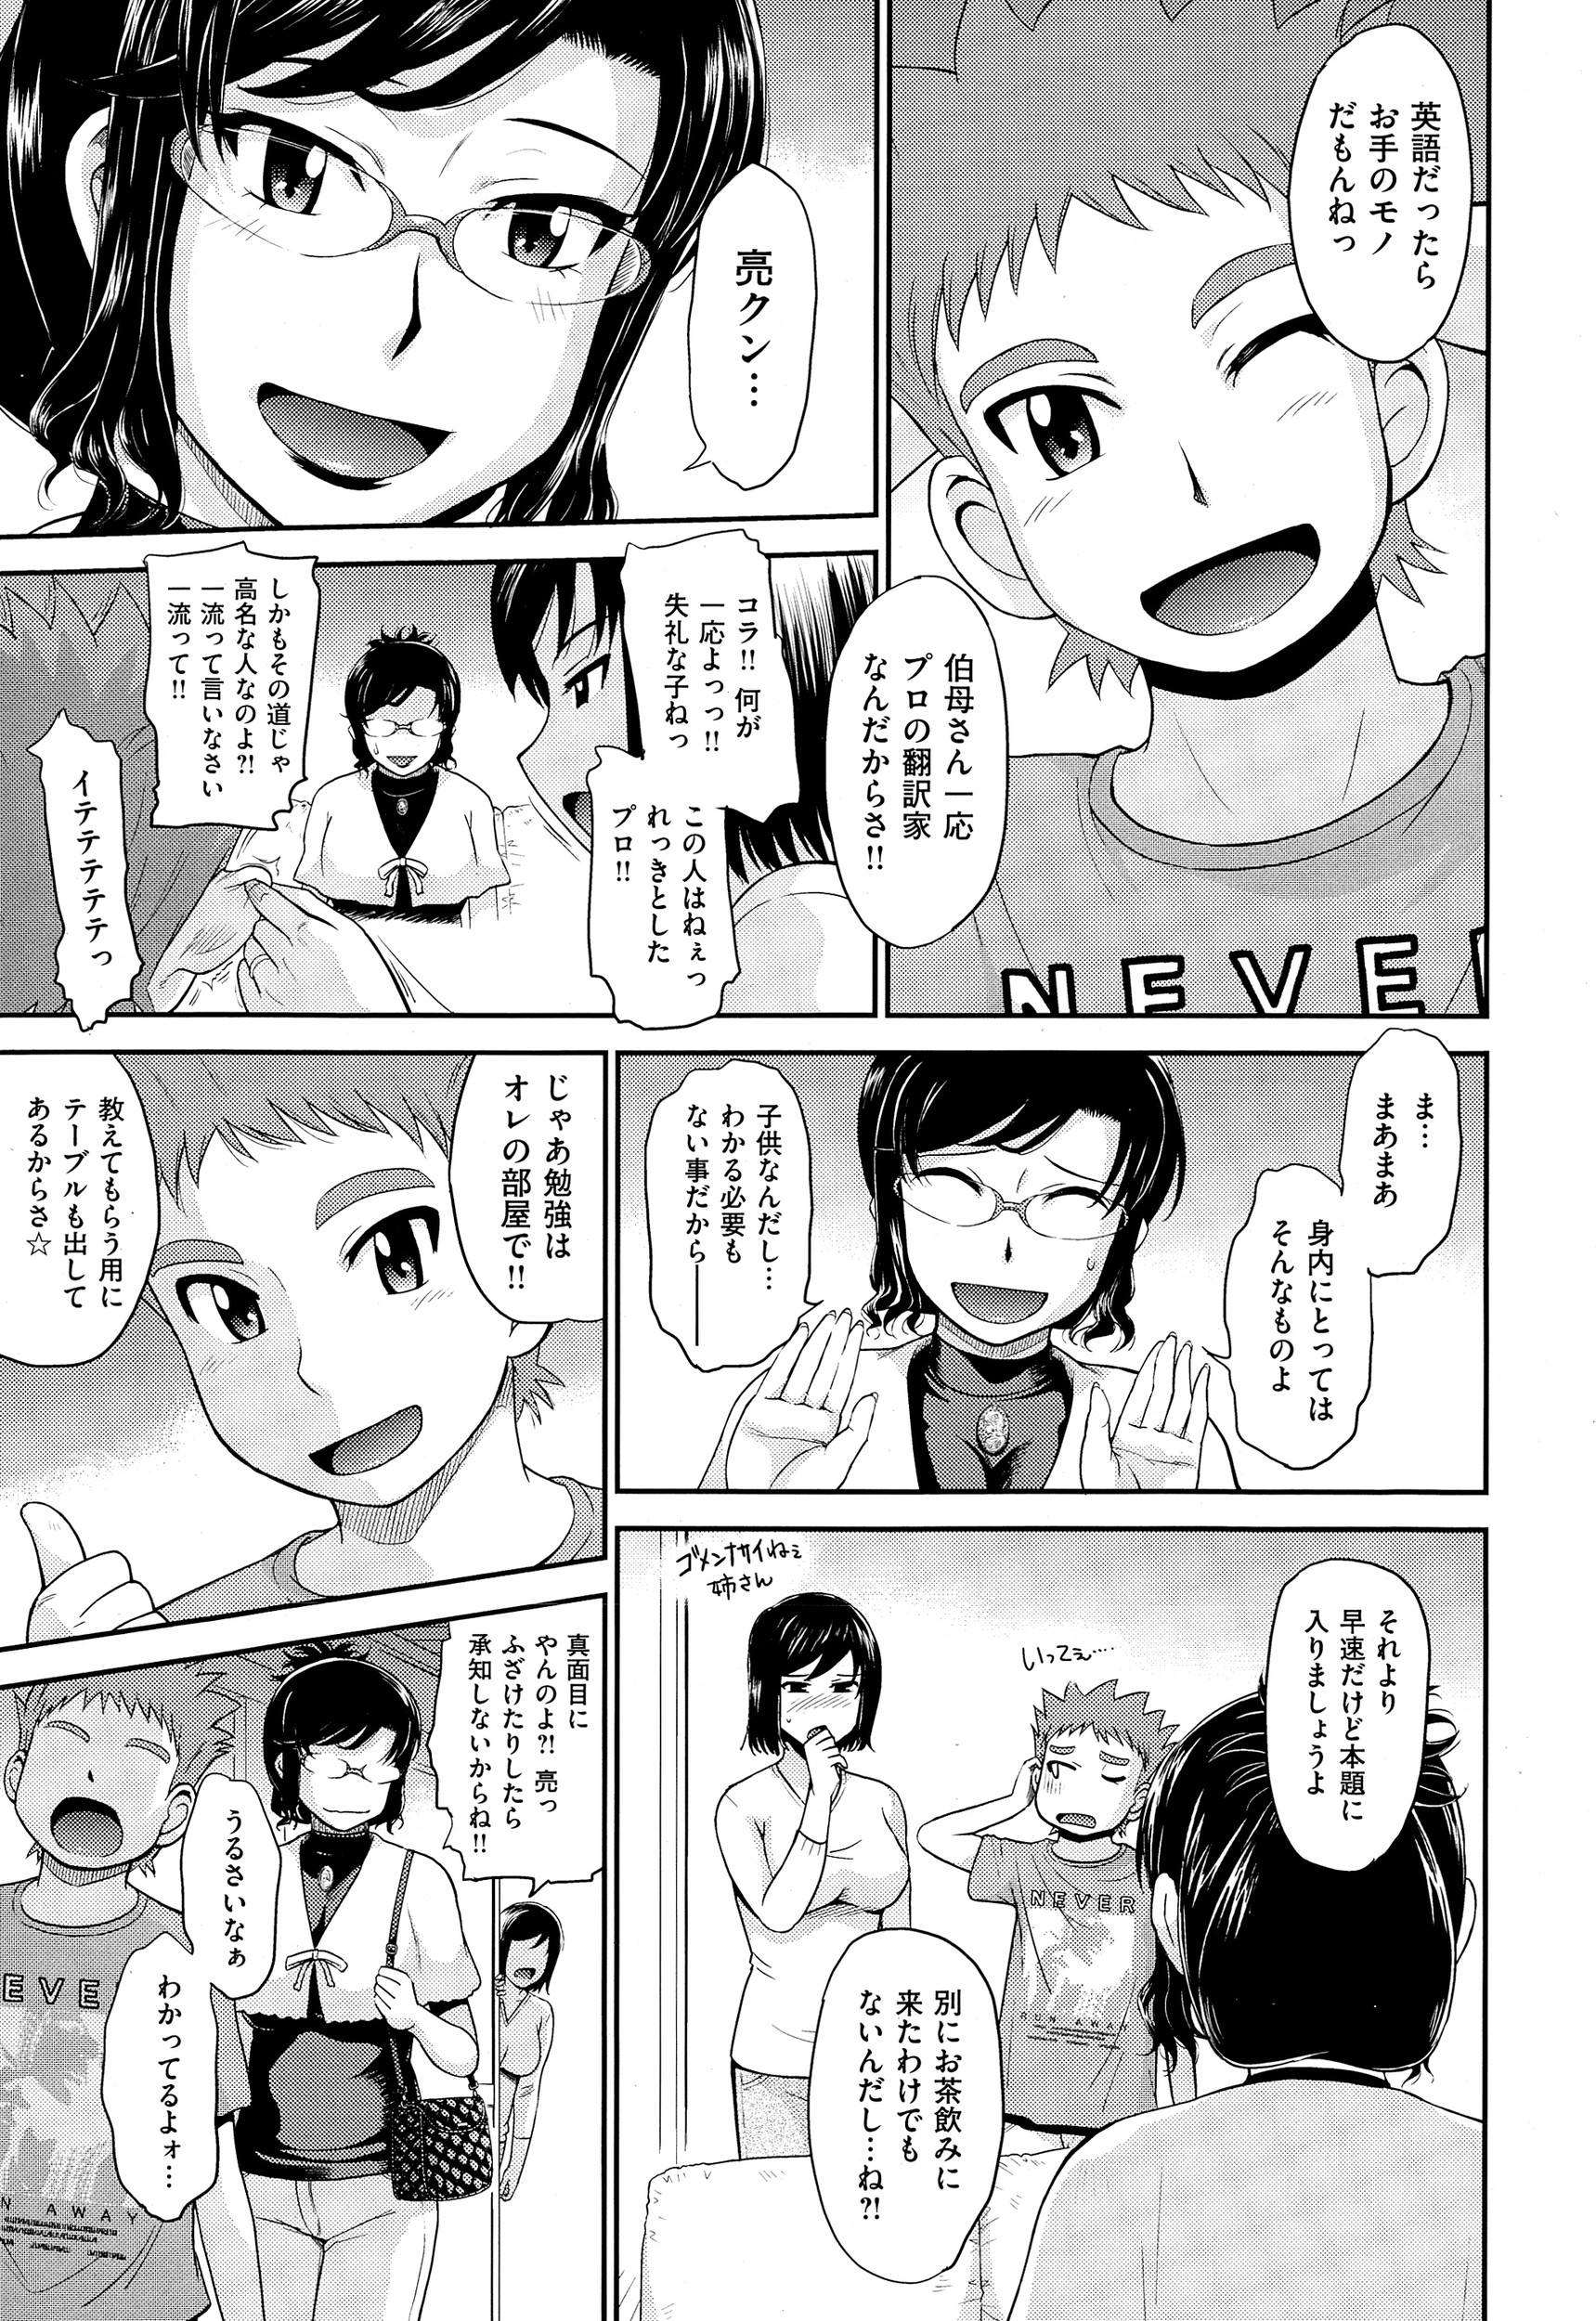 英語だったら
お手のモノ
だもんねっ
伯母さん一応
プロの翻訳家
なんだからさ!!
NEVE
亮クン…
コラ!! 何が
一応よっっ!!
失礼な子ねっ
この人はねぇっ
れっきとした
プロ!!
しかもその道じゃ
高名な人なのよ?!
一流って言いなさい
一流って!!
イテテテテっ
ま…
まあまあ
身内にとっては
そんなものよ
子供なんだし…
わかる必要も
ない事だから――
じゃあ勉強は
オレの部屋で!!
教えてもらう用に
テーブルも出して
あるからさ☆
それより
早速だけど本題に
入りましょうよ
いってぇ……
ゴメンナサイねぇ
姉さん
NEVER
RUN AWAY
別にお茶飲みに
来たわけでも
ないんだし…ね?!
真面目に
やんのよ?! 亮っ
ふざけたりしたら
承知しないからね!!
うるさいなぁ
わかってるよォ…
EVE
N AWAY